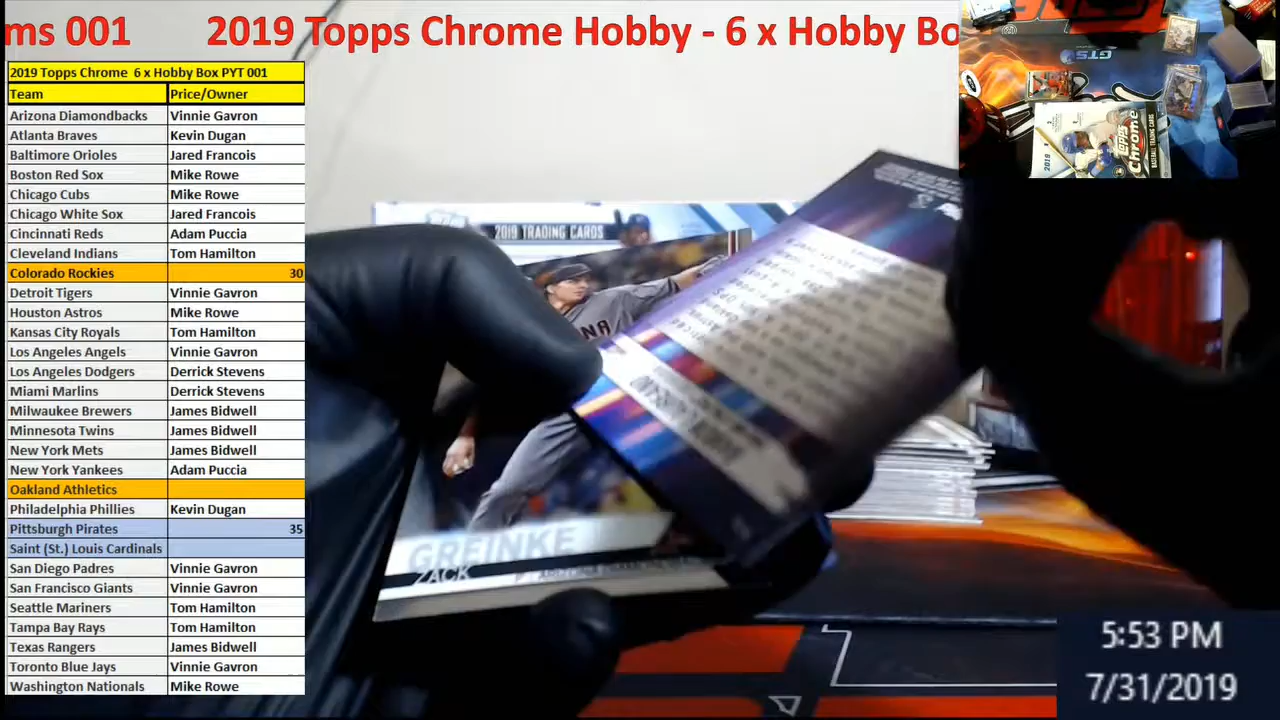 ms 001 2019 Topps Chrome Hobby - 6 x Hobby Bo
2019 Topps Chrome 6 x Hobby Box PYT 001
Team Price/Owner
Arizona Diamondbacks Vinnie Gavron
Atlanta Braves Kevin Dugan
Baltimore Orioles Jared Francois
Boston Red Sox Mike Rowe
Chicago Cubs Mike Rowe
Chicago White Sox Jared Francois
Cincinnati Reds Adam Puccia
Cleveland Indians Tom Hamilton
Colorado Rockies 30
Detroit Tigers Vinnie Gavron
Houston Astros Mike Rowe
Kansas City Royals Tom Hamilton
Los Angeles Angels Vinnie Gavron
Los Angeles Dodgers Derrick Stevens
Miami Marlins Derrick Stevens
Milwaukee Brewers James Bidwell
Minnesota Twins James Bidwell
New York Mets James Bidwell
New York Yankees Adam Puccia
Oakland Athletics
Philadelphia Phillies Kevin Dugan
Pittsburgh Pirates 35
Saint (St.) Louis Cardinals
San Diego Padres Vinnie Gavron
San Francisco Giants Vinnie Gavron
Seattle Mariners Tom Hamilton
Tampa Bay Rays Tom Hamilton
Texas Rangers James Bidwell
Toronto Blue Jays Vinnie Gavron
Washington Nationals Mike Rowe
2019 TRADING CARDS
NA
GREINKE
ZACK
GTS
2019
TOPPS
Chrome
BASEBALL TRADING CARDS
5:53 PM
7/31/2019